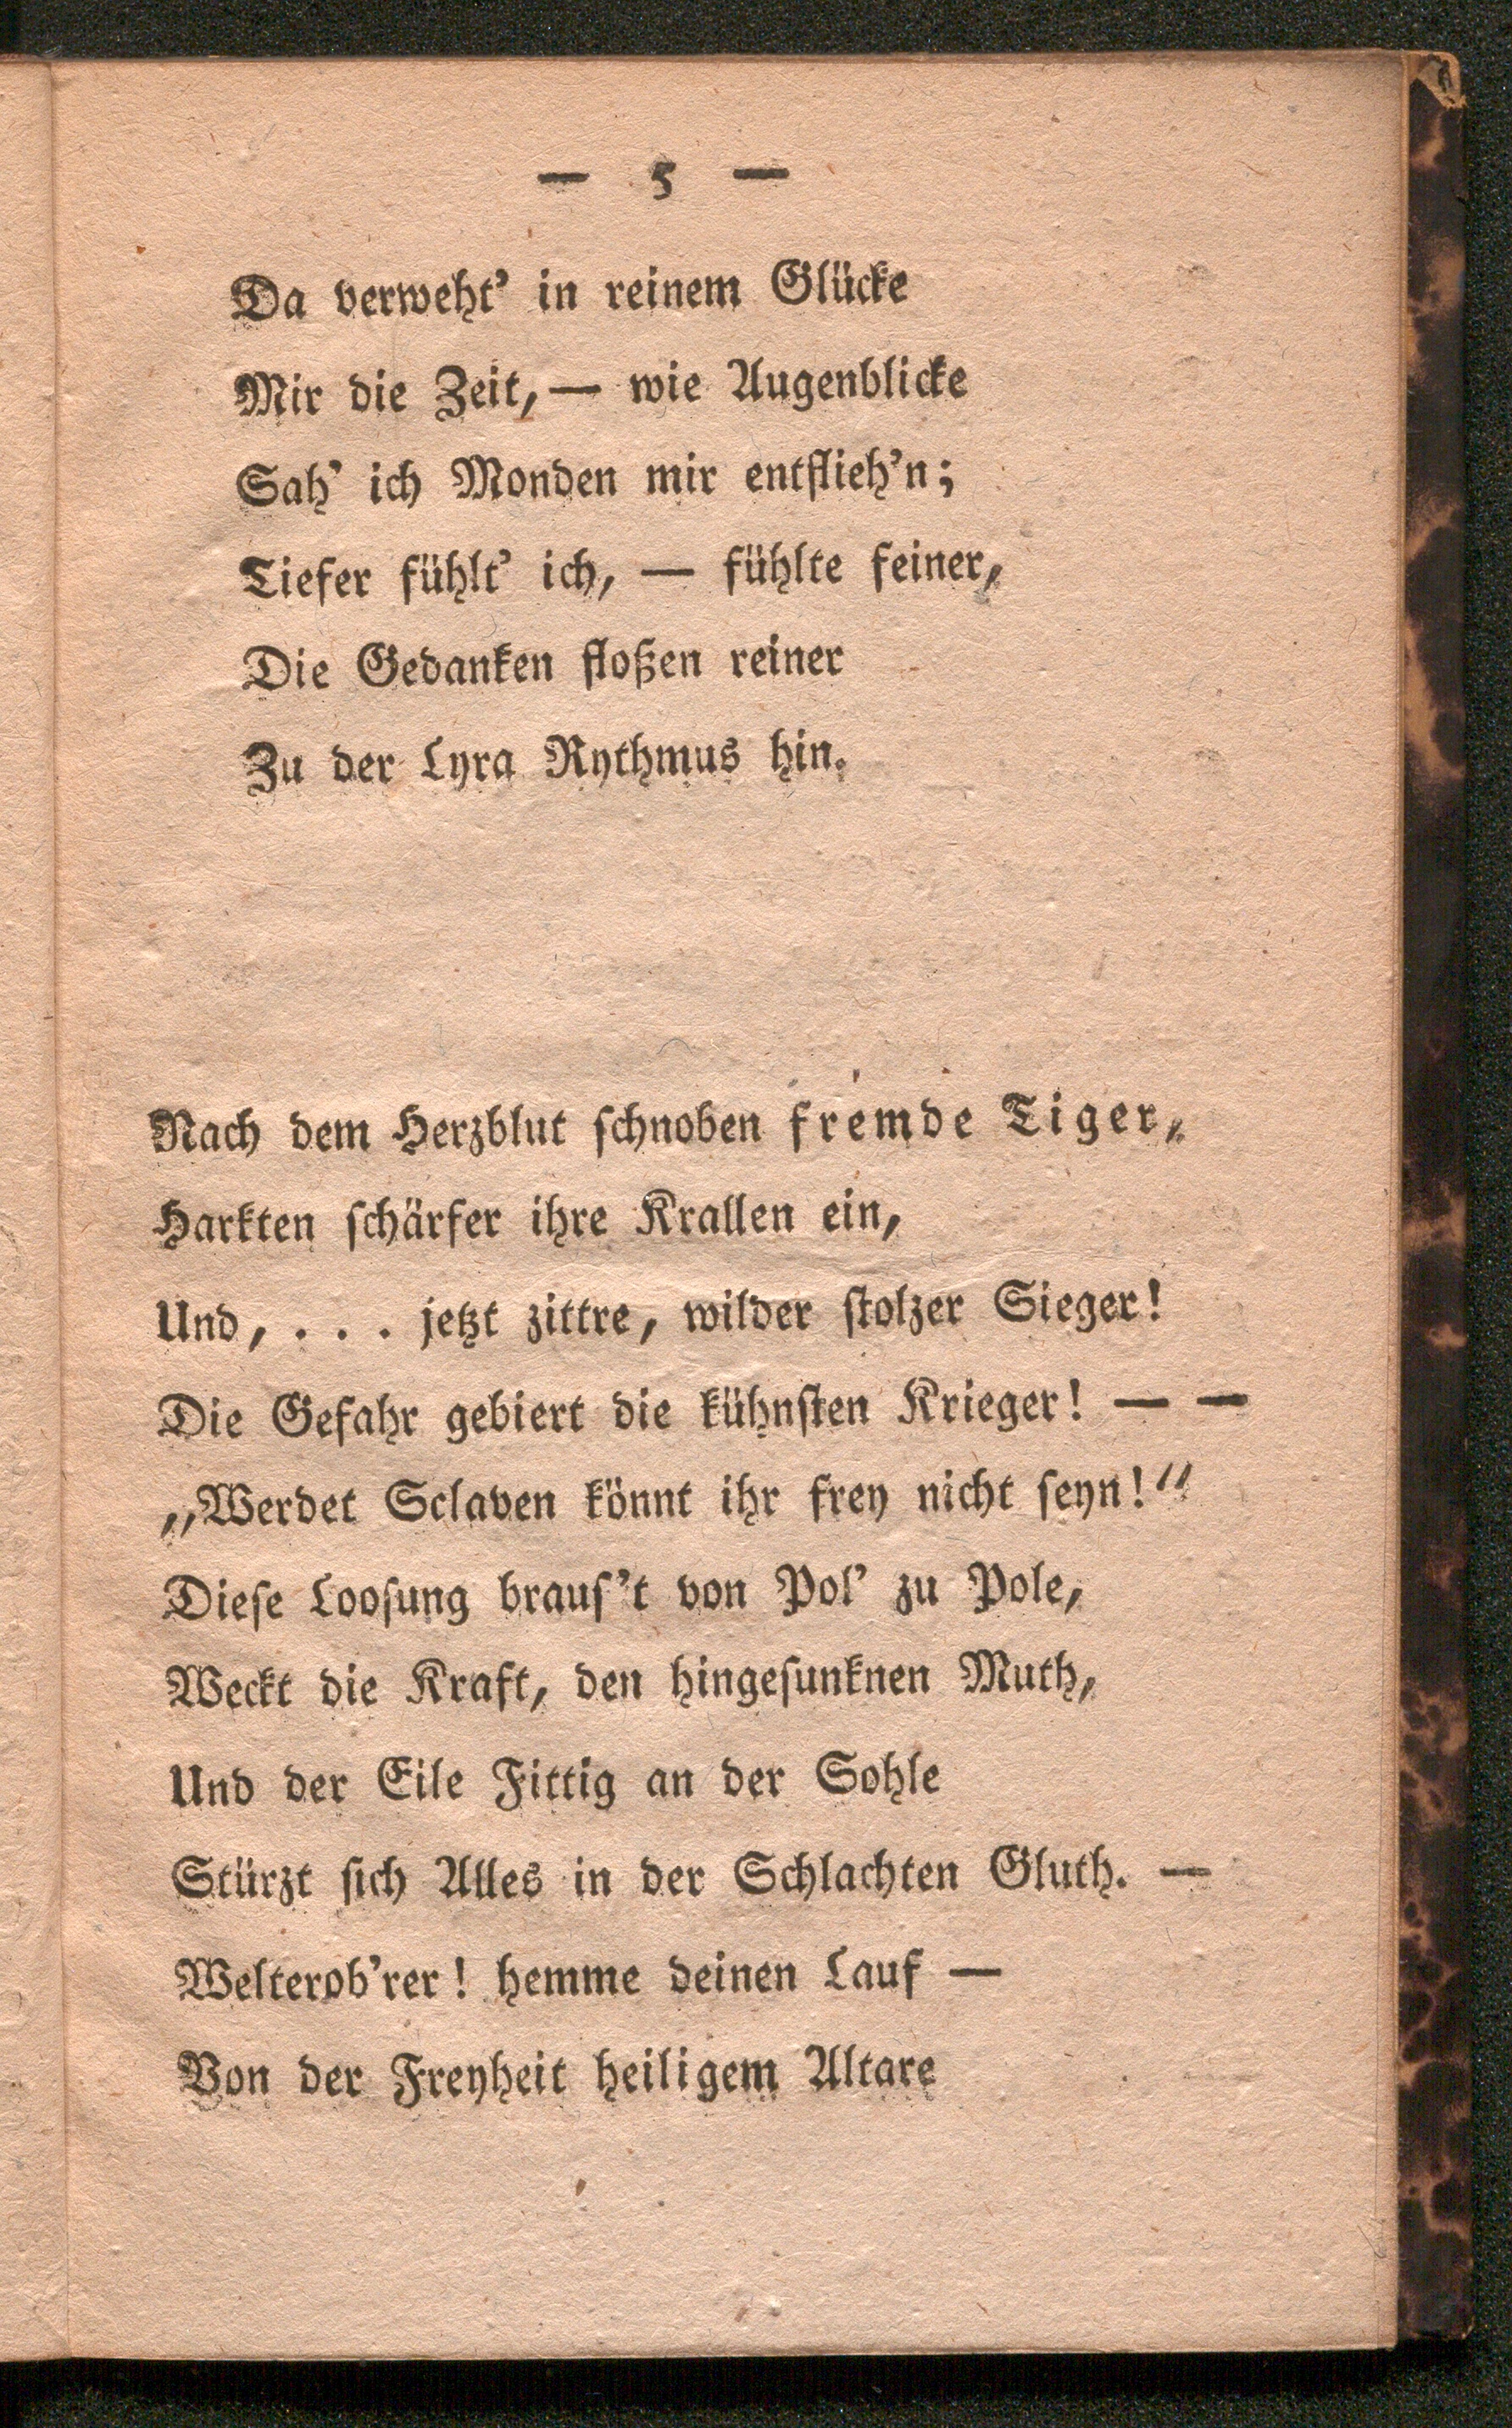 — 5 —
Da verweht' in reinem Glücke
Mir die Zeit, — wie Augenblicke
Sah' ich Monden mir entflieh'n;
Tiefer fühlt' ich, — fühlte feiner,
Die Gedanken floßen reiner
Zu der Lyra Rythmus hin.
Nach dem Herzblut schnoben fremde Tiger,
Harkten schärfer ihre Krallen ein,
Und, . . . jetzt zittre, wilder stolzer Sieger!
Die Gefahr gebiert die kühnsten Krieger! — —
„Werdet Sclaven könnt ihr frey nicht seyn!“
Diese Loosung braus't von Pol' zu Pole,
Weckt die Kraft, den hingesunknen Muth,
Und der Eile Fittig an der Sohle
Stürzt sich Alles in der Schlachten Gluth. —
Welterob'rer! hemme deinen Lauf —
Von der Freyheit heiligem Altare